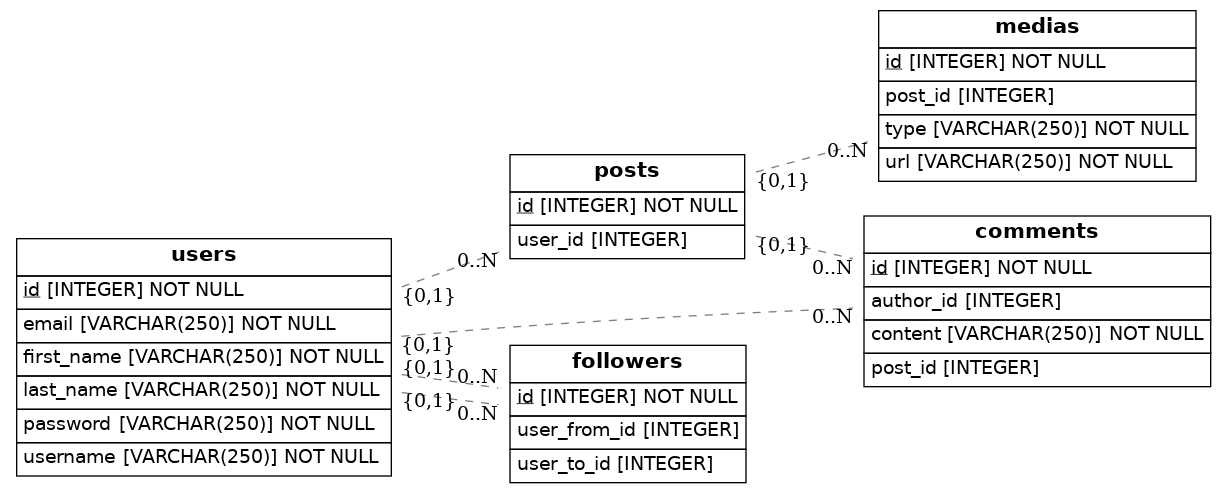 medias
id [INTEGER] NOT NULL
post_id [INTEGER]
type [VARCHAR(250)] NOT NULL
url [VARCHAR(250)] NOT NULL
0..N
{0,1}
posts
id [INTEGER] NOT NULL
user_id [INTEGER]
{0,1}
0..N
comments
id [INTEGER] NOT NULL
author_id [INTEGER]
content [VARCHAR(250)] NOT NULL
post_id [INTEGER]
0..N
users
id [INTEGER] NOT NULL
email [VARCHAR(250)] NOT NULL
first_name [VARCHAR(250)] NOT NULL
last_name [VARCHAR(250)] NOT NULL
password [VARCHAR(250)] NOT NULL
username [VARCHAR(250)] NOT NULL
0..N
{0,1}
{0,1}
{0,1}
0..N
{0,1}
0..N
followers
id [INTEGER] NOT NULL
user_from_id [INTEGER]
user_to_id [INTEGER]